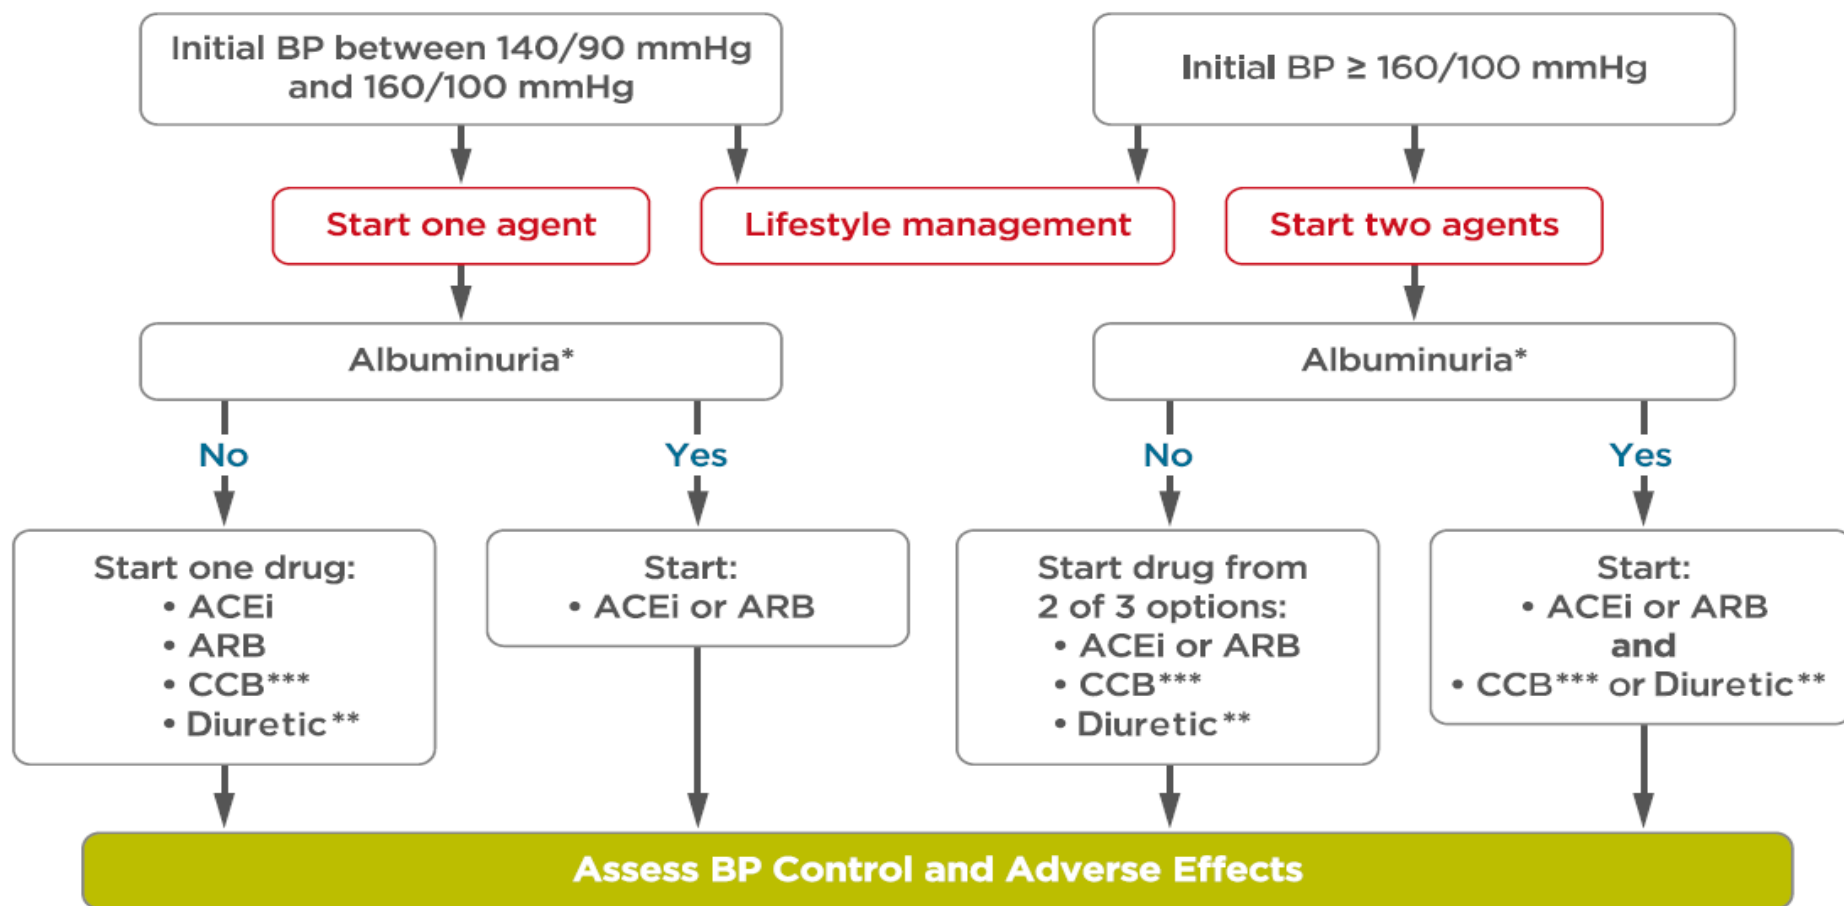 Initial BP between 140/90 mmHg
and 160/100 mmHg
Initial BP ≥ 160/100 mmHg
Start one agent
Lifestyle management
Start two agents
Albuminuria*
Albuminuria*
No
Yes
No
Yes
Start one drug:
• ACEi
• ARB
• CCB***
• Diuretic**
Start:
• ACEi or ARB
Start drug from
2 of 3 options:
• ACEi or ARB
• CCB***
• Diuretic**
Start:
• ACEi or ARB
and
• CCB*** or Diuretic**
Assess BP Control and Adverse Effects